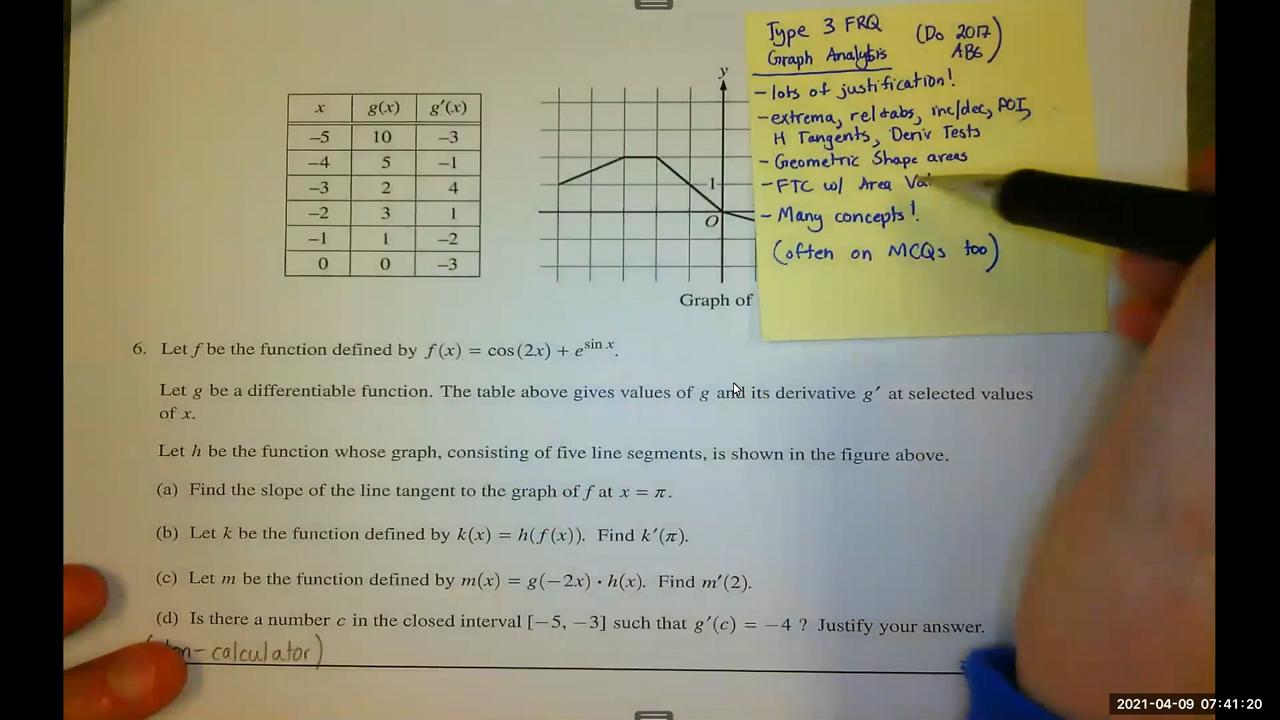 Type 3 FRQ (Do 2017
Graph Analysis AB6)
- lots of justification!
- extrema, rel+abs, inc/dec, POI,
H Tangents, Deriv Tests
- Geometric Shape areas
- FTC w/ Area
- Many concepts!
(often on MCQs too)
x g(x) g′(x)
−5 10 −3
−4 5 −1
−3 2 4
−2 3 1
−1 1 −2
0 0 −3
y
1
O
Graph of
6. Let f be the function defined by f(x) = cos(2x) + e^{sin x}.
Let g be a differentiable function. The table above gives values of g and its derivative g′ at selected values
of x.
Let h be the function whose graph, consisting of five line segments, is shown in the figure above.
(a) Find the slope of the line tangent to the graph of f at x = π.
(b) Let k be the function defined by k(x) = h(f(x)). Find k′(π).
(c) Let m be the function defined by m(x) = g(−2x) · h(x). Find m′(2).
(d) Is there a number c in the closed interval [−5, −3] such that g′(c) = −4 ? Justify your answer.
-calculator)
2021-04-09 07:41:20